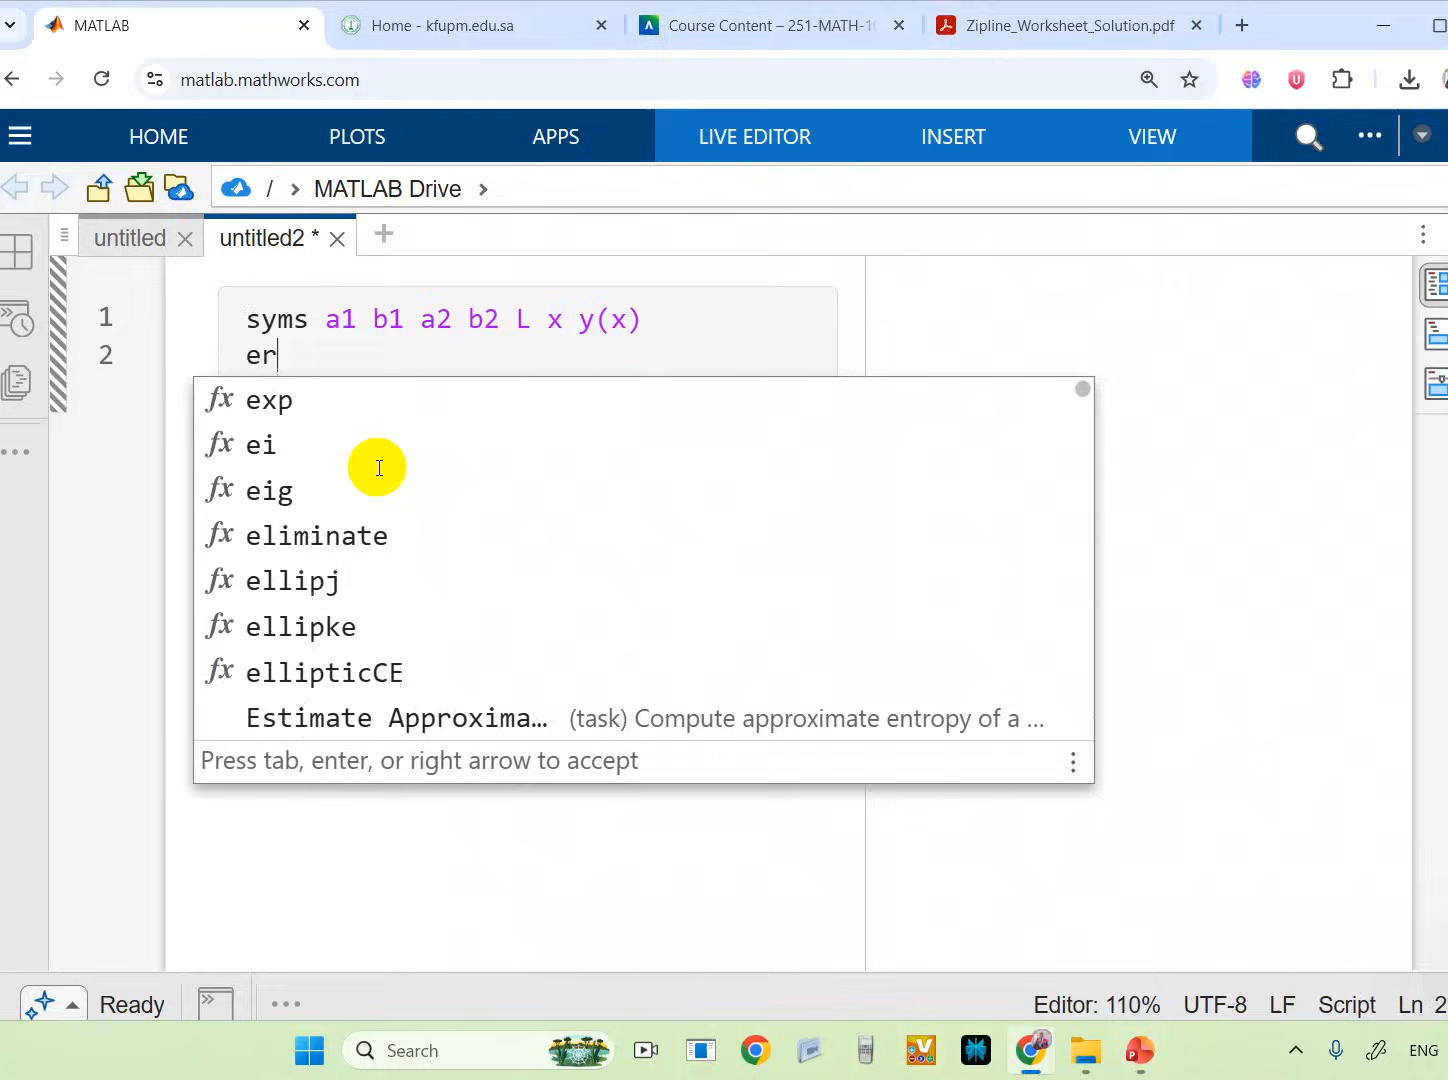 MATLAB
Home - kfupm.edu.sa
Course Content – 251-MATH-10
Zipline_Worksheet_Solution.pdf
matlab.mathworks.com
HOME
PLOTS
APPS
LIVE EDITOR
INSERT
VIEW
/ › MATLAB Drive ›
untitled
untitled2 *
1 syms a1 b1 a2 b2 L x y(x)
2 er
fx exp
fx ei
fx eig
fx eliminate
fx ellipj
fx ellipke
fx ellipticCE
Estimate Approxima… (task) Compute approximate entropy of a ...
Press tab, enter, or right arrow to accept
Ready
Editor: 110% UTF-8 LF Script Ln 2
Search
ENG